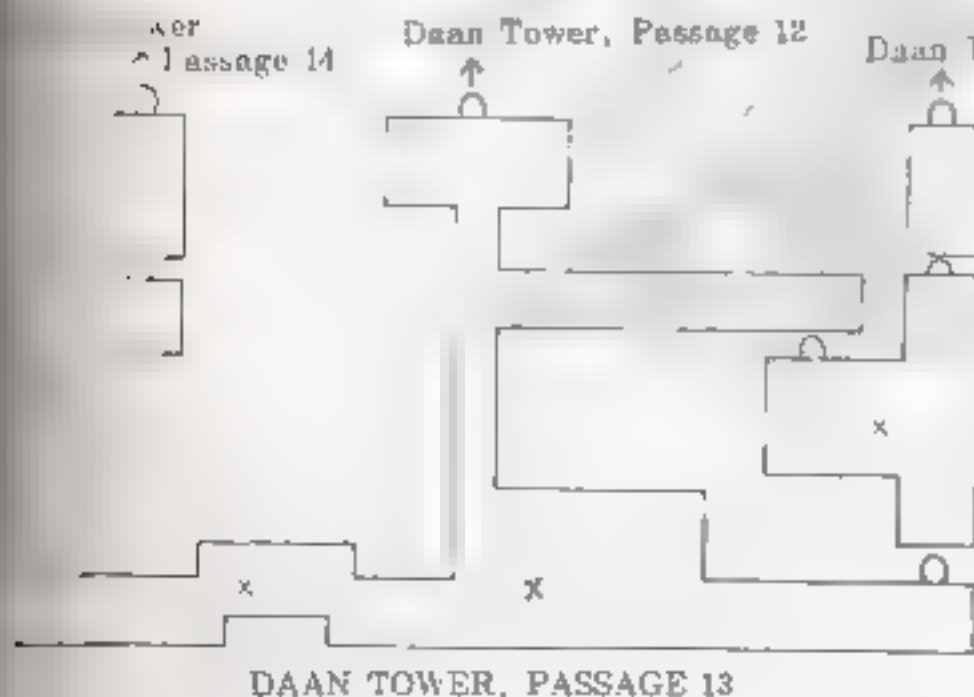 Passage 14
Daan Tower, Passage 12
Daan
x
x
x
DAAN TOWER, PASSAGE 13